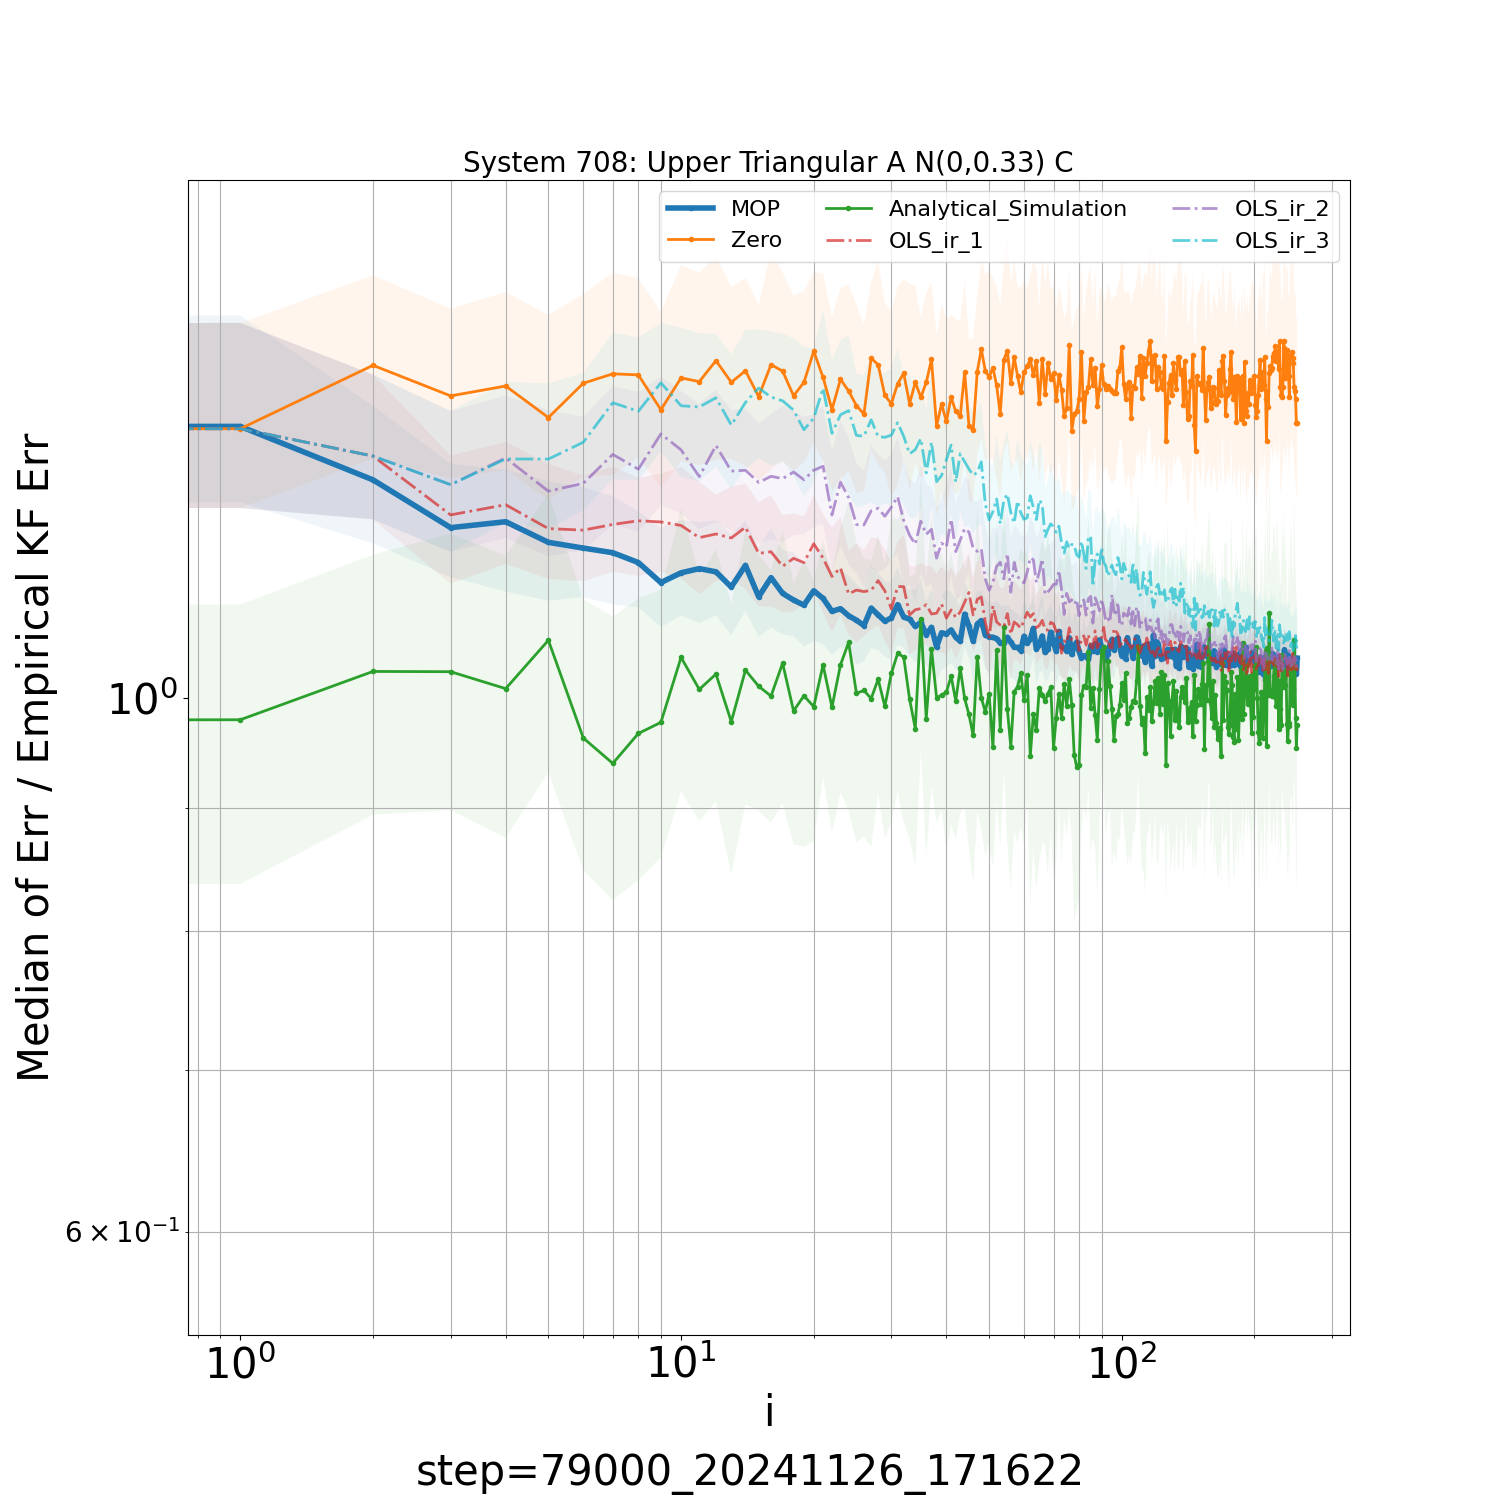 System 708: Upper Triangular A N(0,0.33) C
MOP
Zero
Analytical_Simulation
OLS_ir_1
OLS_ir_2
OLS_ir_3
Median of Err / Empirical KF Err
10⁰
6 × 10⁻¹
10⁰
10¹
10²
i
step=79000_20241126_171622